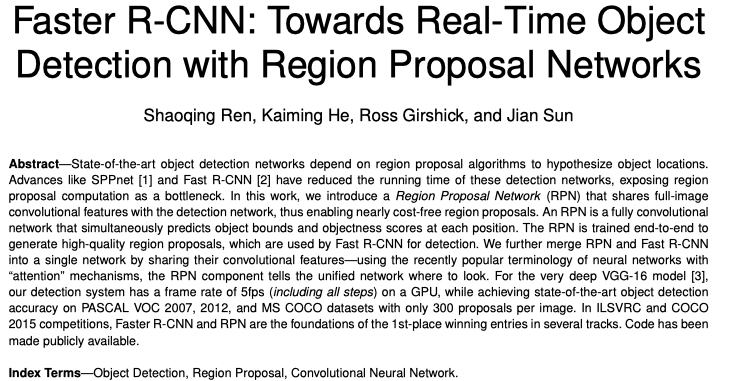 Faster R-CNN: Towards Real-Time Object
Detection with Region Proposal Networks
Shaoqing Ren, Kaiming He, Ross Girshick, and Jian Sun
Abstract—State-of-the-art object detection networks depend on region proposal algorithms to hypothesize object locations.
Advances like SPPnet [1] and Fast R-CNN [2] have reduced the running time of these detection networks, exposing region
proposal computation as a bottleneck. In this work, we introduce a Region Proposal Network (RPN) that shares full-image
convolutional features with the detection network, thus enabling nearly cost-free region proposals. An RPN is a fully convolutional
network that simultaneously predicts object bounds and objectness scores at each position. The RPN is trained end-to-end to
generate high-quality region proposals, which are used by Fast R-CNN for detection. We further merge RPN and Fast R-CNN
into a single network by sharing their convolutional features—using the recently popular terminology of neural networks with
“attention” mechanisms, the RPN component tells the unified network where to look. For the very deep VGG-16 model [3],
our detection system has a frame rate of 5fps (including all steps) on a GPU, while achieving state-of-the-art object detection
accuracy on PASCAL VOC 2007, 2012, and MS COCO datasets with only 300 proposals per image. In ILSVRC and COCO
2015 competitions, Faster R-CNN and RPN are the foundations of the 1st-place winning entries in several tracks. Code has been
made publicly available.
Index Terms—Object Detection, Region Proposal, Convolutional Neural Network.